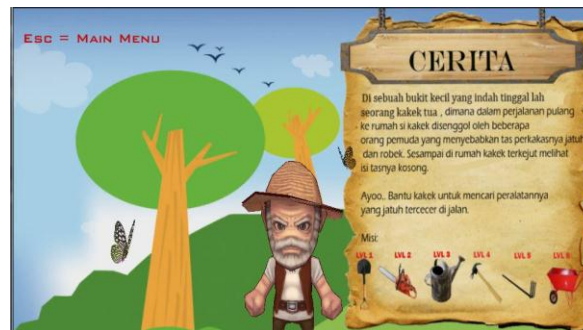 Esc = Main Menu
CERITA
Di sebuah bukit kecil yang indah tinggal lah
seorang kakek tua , dimana dalam perjalanan pulang
ke rumah si kakek disenggol oleh beberapa
orang pemuda yang menyebabkan tas perkakasnya jatuh
dan robek. Sesampai di rumah kakek terkejut melihat
isi tasnya kosong.
Ayoo.. Bantu kakek untuk mencari peralatannya
yang jatuh tercecer di jalan.
Misi:
LVL 1 LVL 2 LVL 3 LVL 4 LVL 5 LVL 6